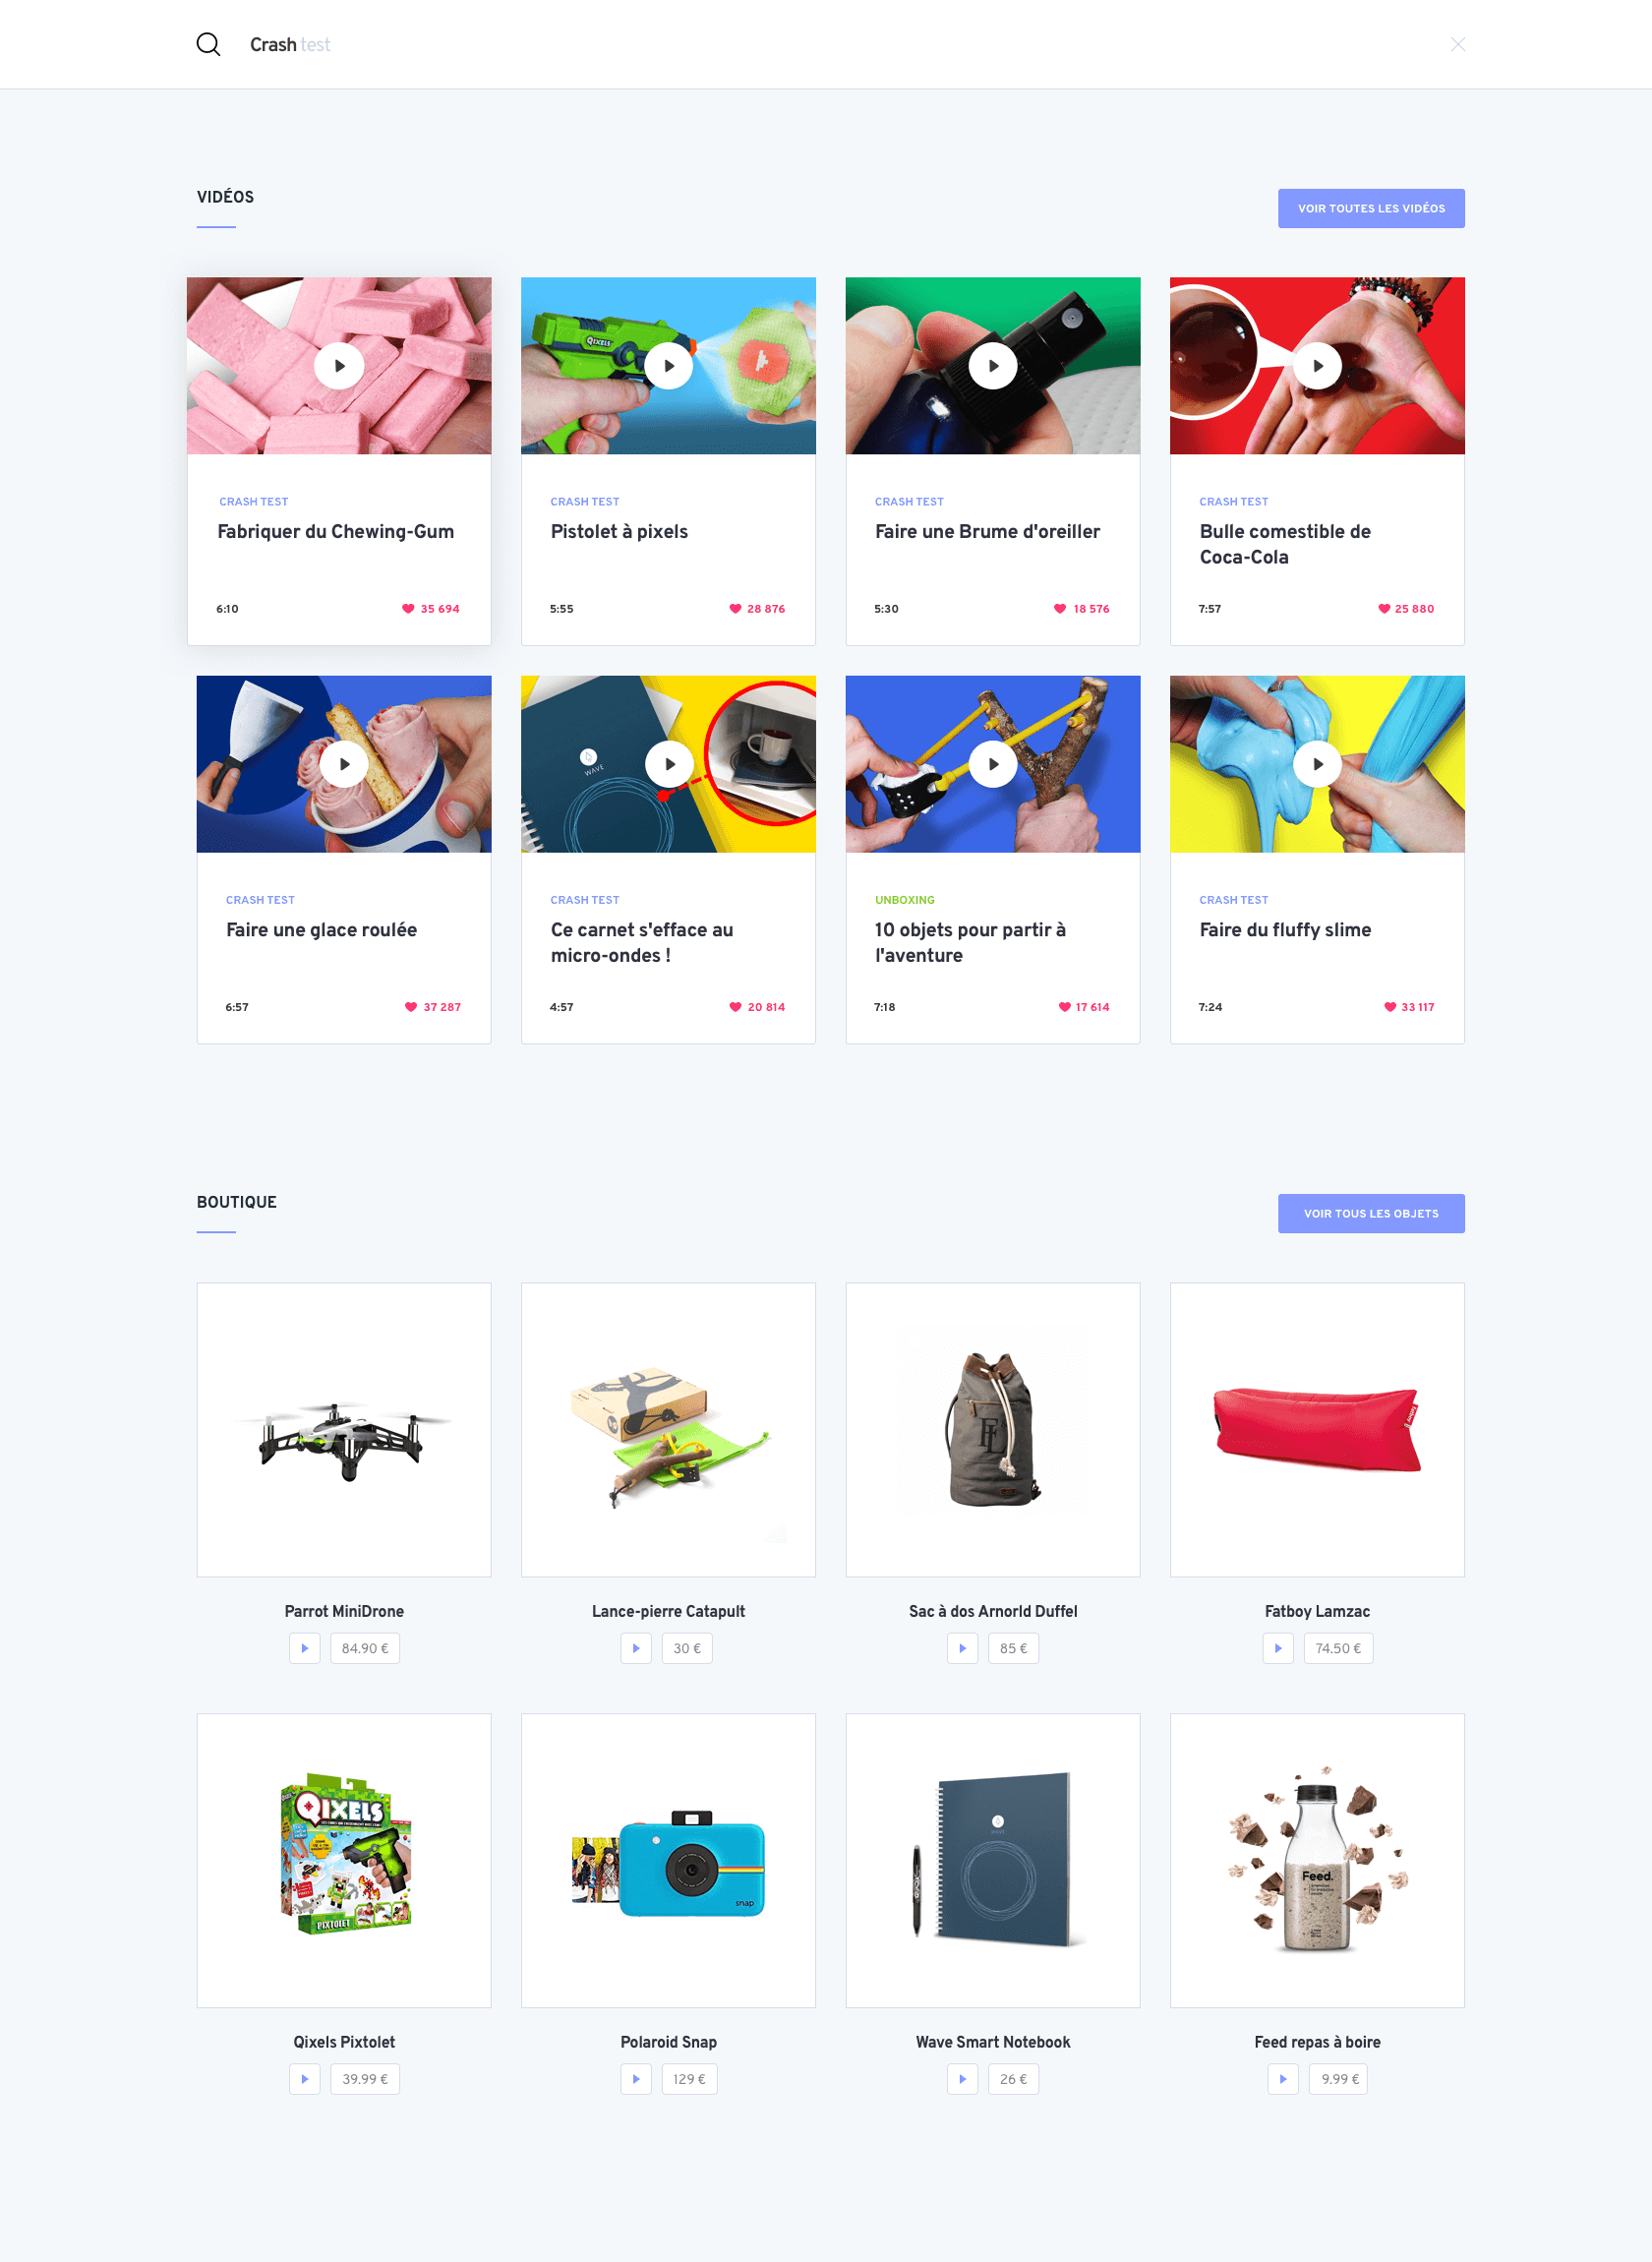 Crash test
VIDÉOS
VOIR TOUTES LES VIDÉOS
QIXELS
CRASH TEST
Fabriquer du Chewing-Gum
6:10
35 694
CRASH TEST
Pistolet à pixels
5:55
28 876
CRASH TEST
Faire une Brume d'oreiller
5:30
18 576
CRASH TEST
Bulle comestible de
Coca-Cola
7:57
25 880
WAVE
CRASH TEST
Faire une glace roulée
6:57
37 287
CRASH TEST
Ce carnet s'efface au
micro-ondes !
4:57
20 814
UNBOXING
10 objets pour partir à
l'aventure
7:18
17 614
CRASH TEST
Faire du fluffy slime
7:24
33 117
BOUTIQUE
VOIR TOUS LES OBJETS
Parrot MiniDrone
84.90 €
Lance-pierre Catapult
30 €
Sac à dos Arnorld Duffel
85 €
Fatboy Lamzac
74.50 €
QIXELS
PIXTOLET
snap
Feed.
Qixels Pixtolet
39.99 €
Polaroid Snap
129 €
Wave Smart Notebook
26 €
Feed repas à boire
9.99 €